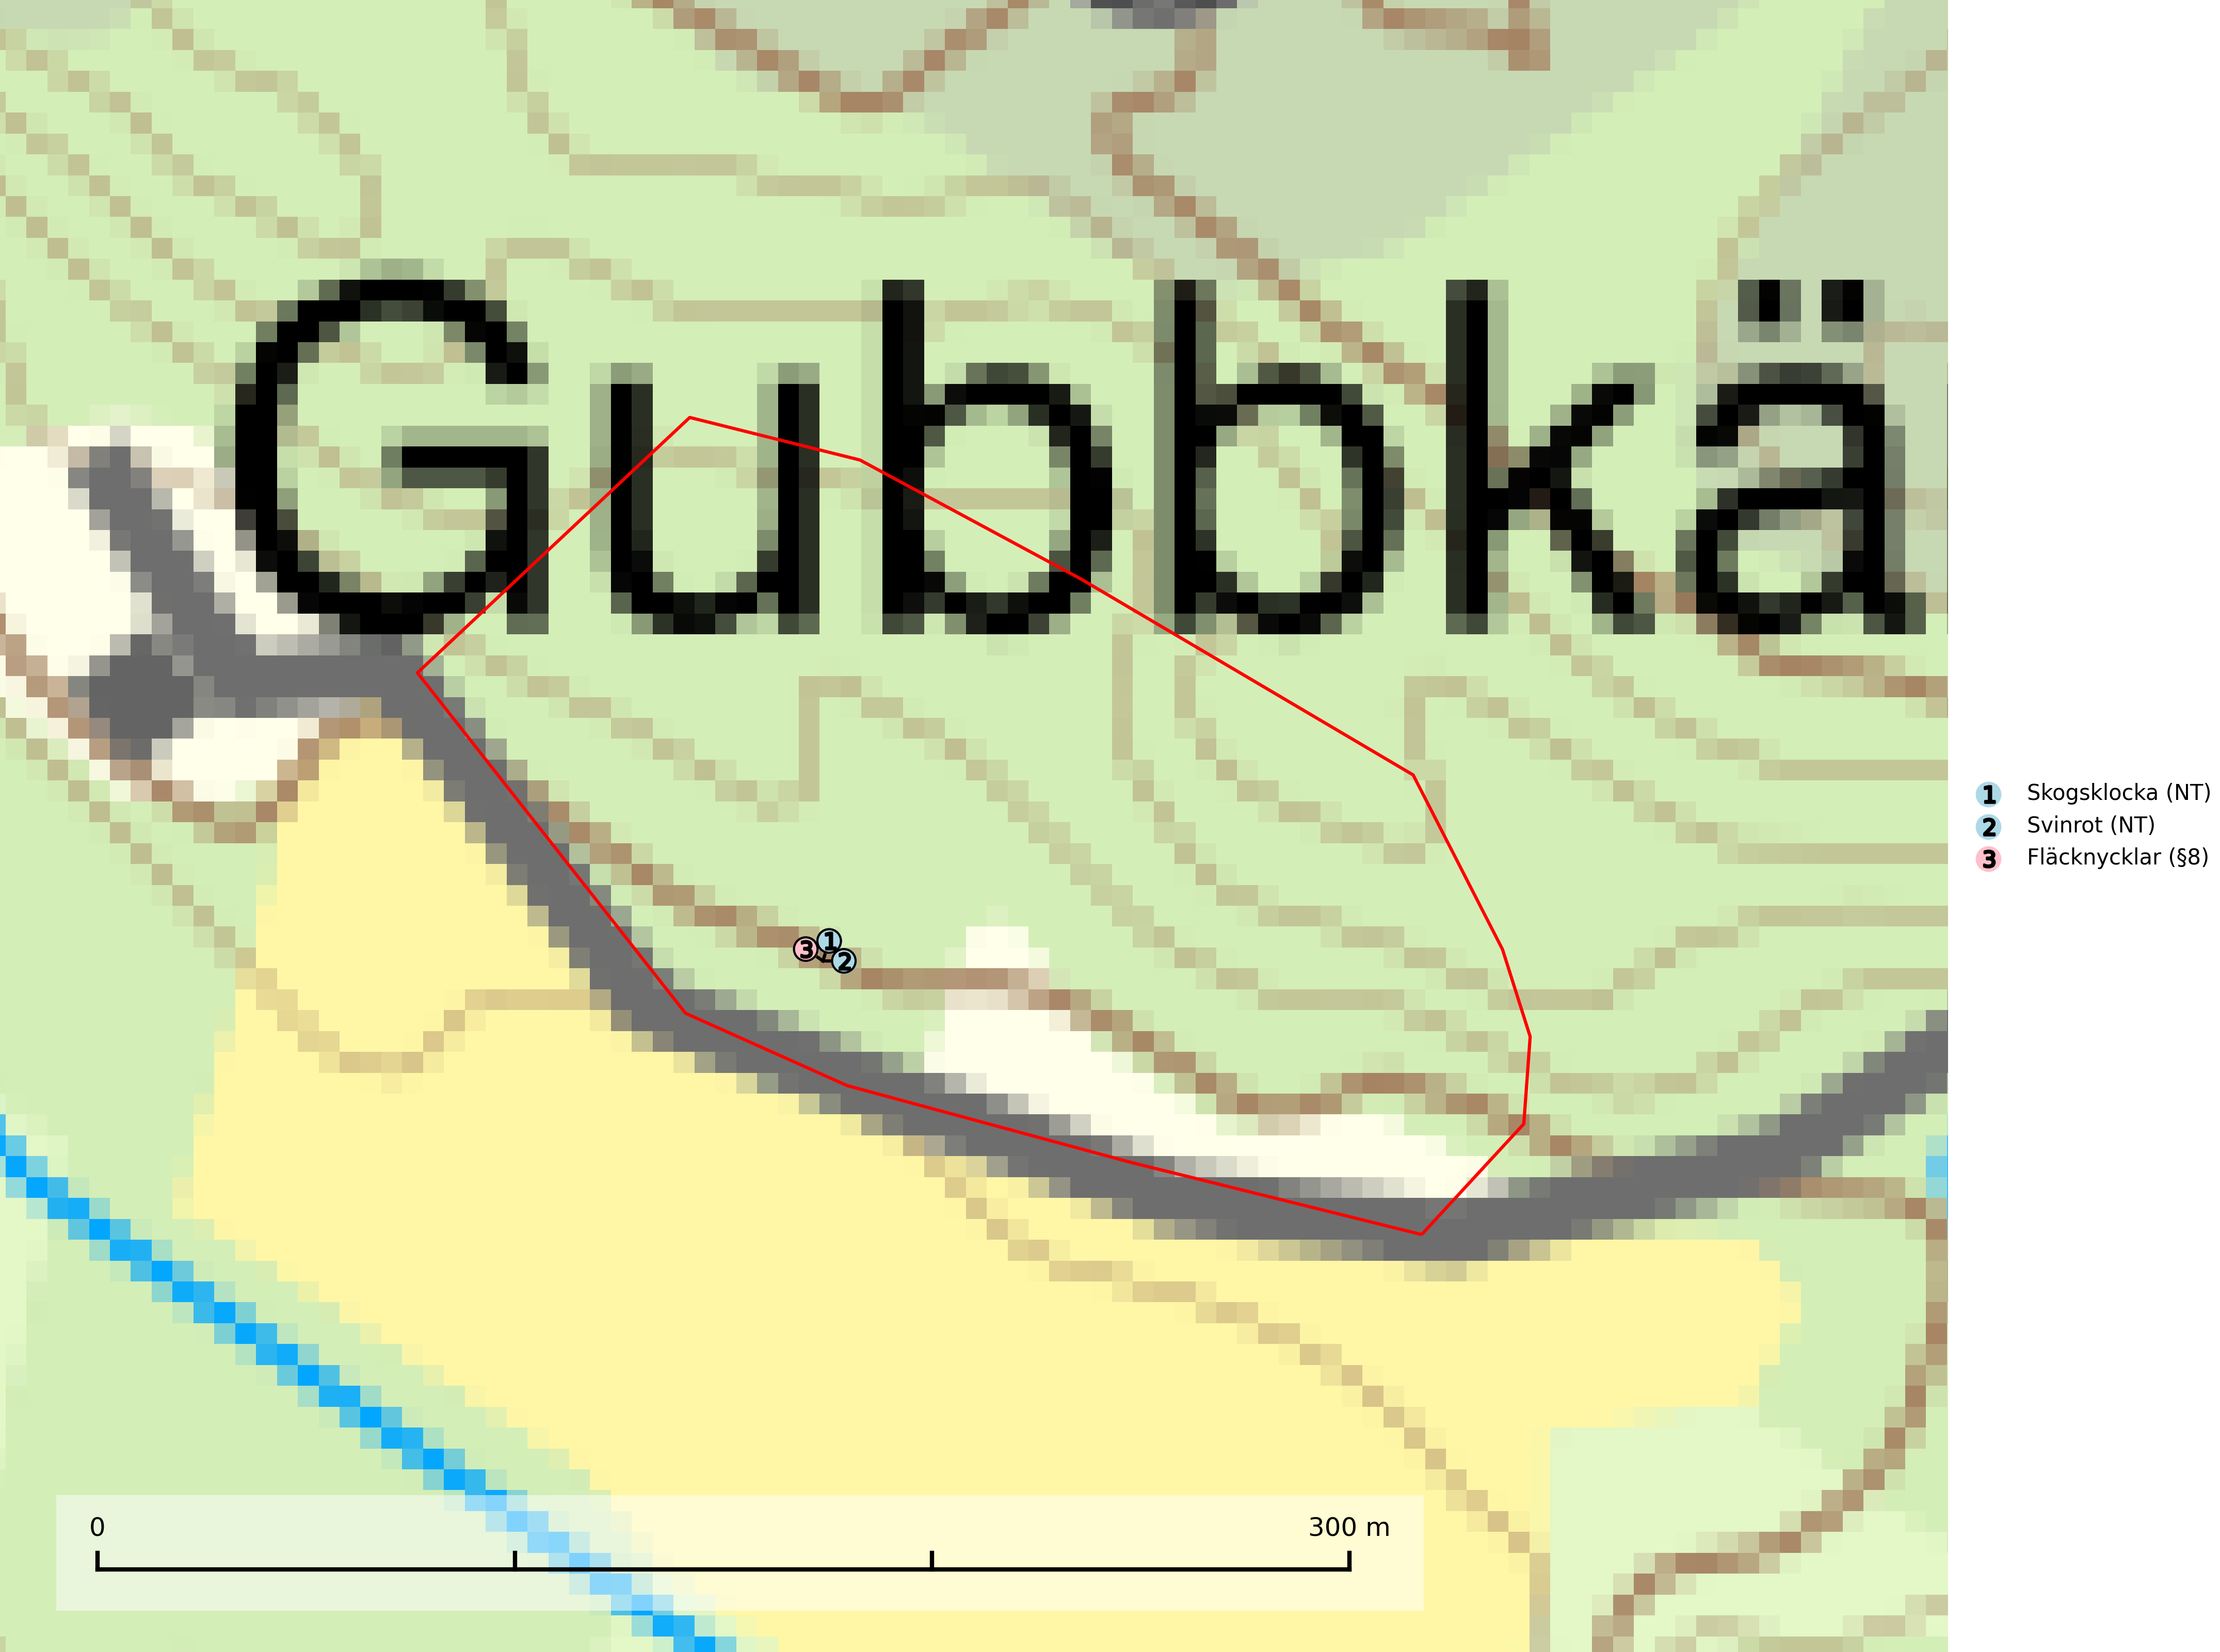 Gubbkä
3 1
2
1 Skogsklocka (NT)
2 Svinrot (NT)
3 Fläcknycklar (§8)
0 300 m